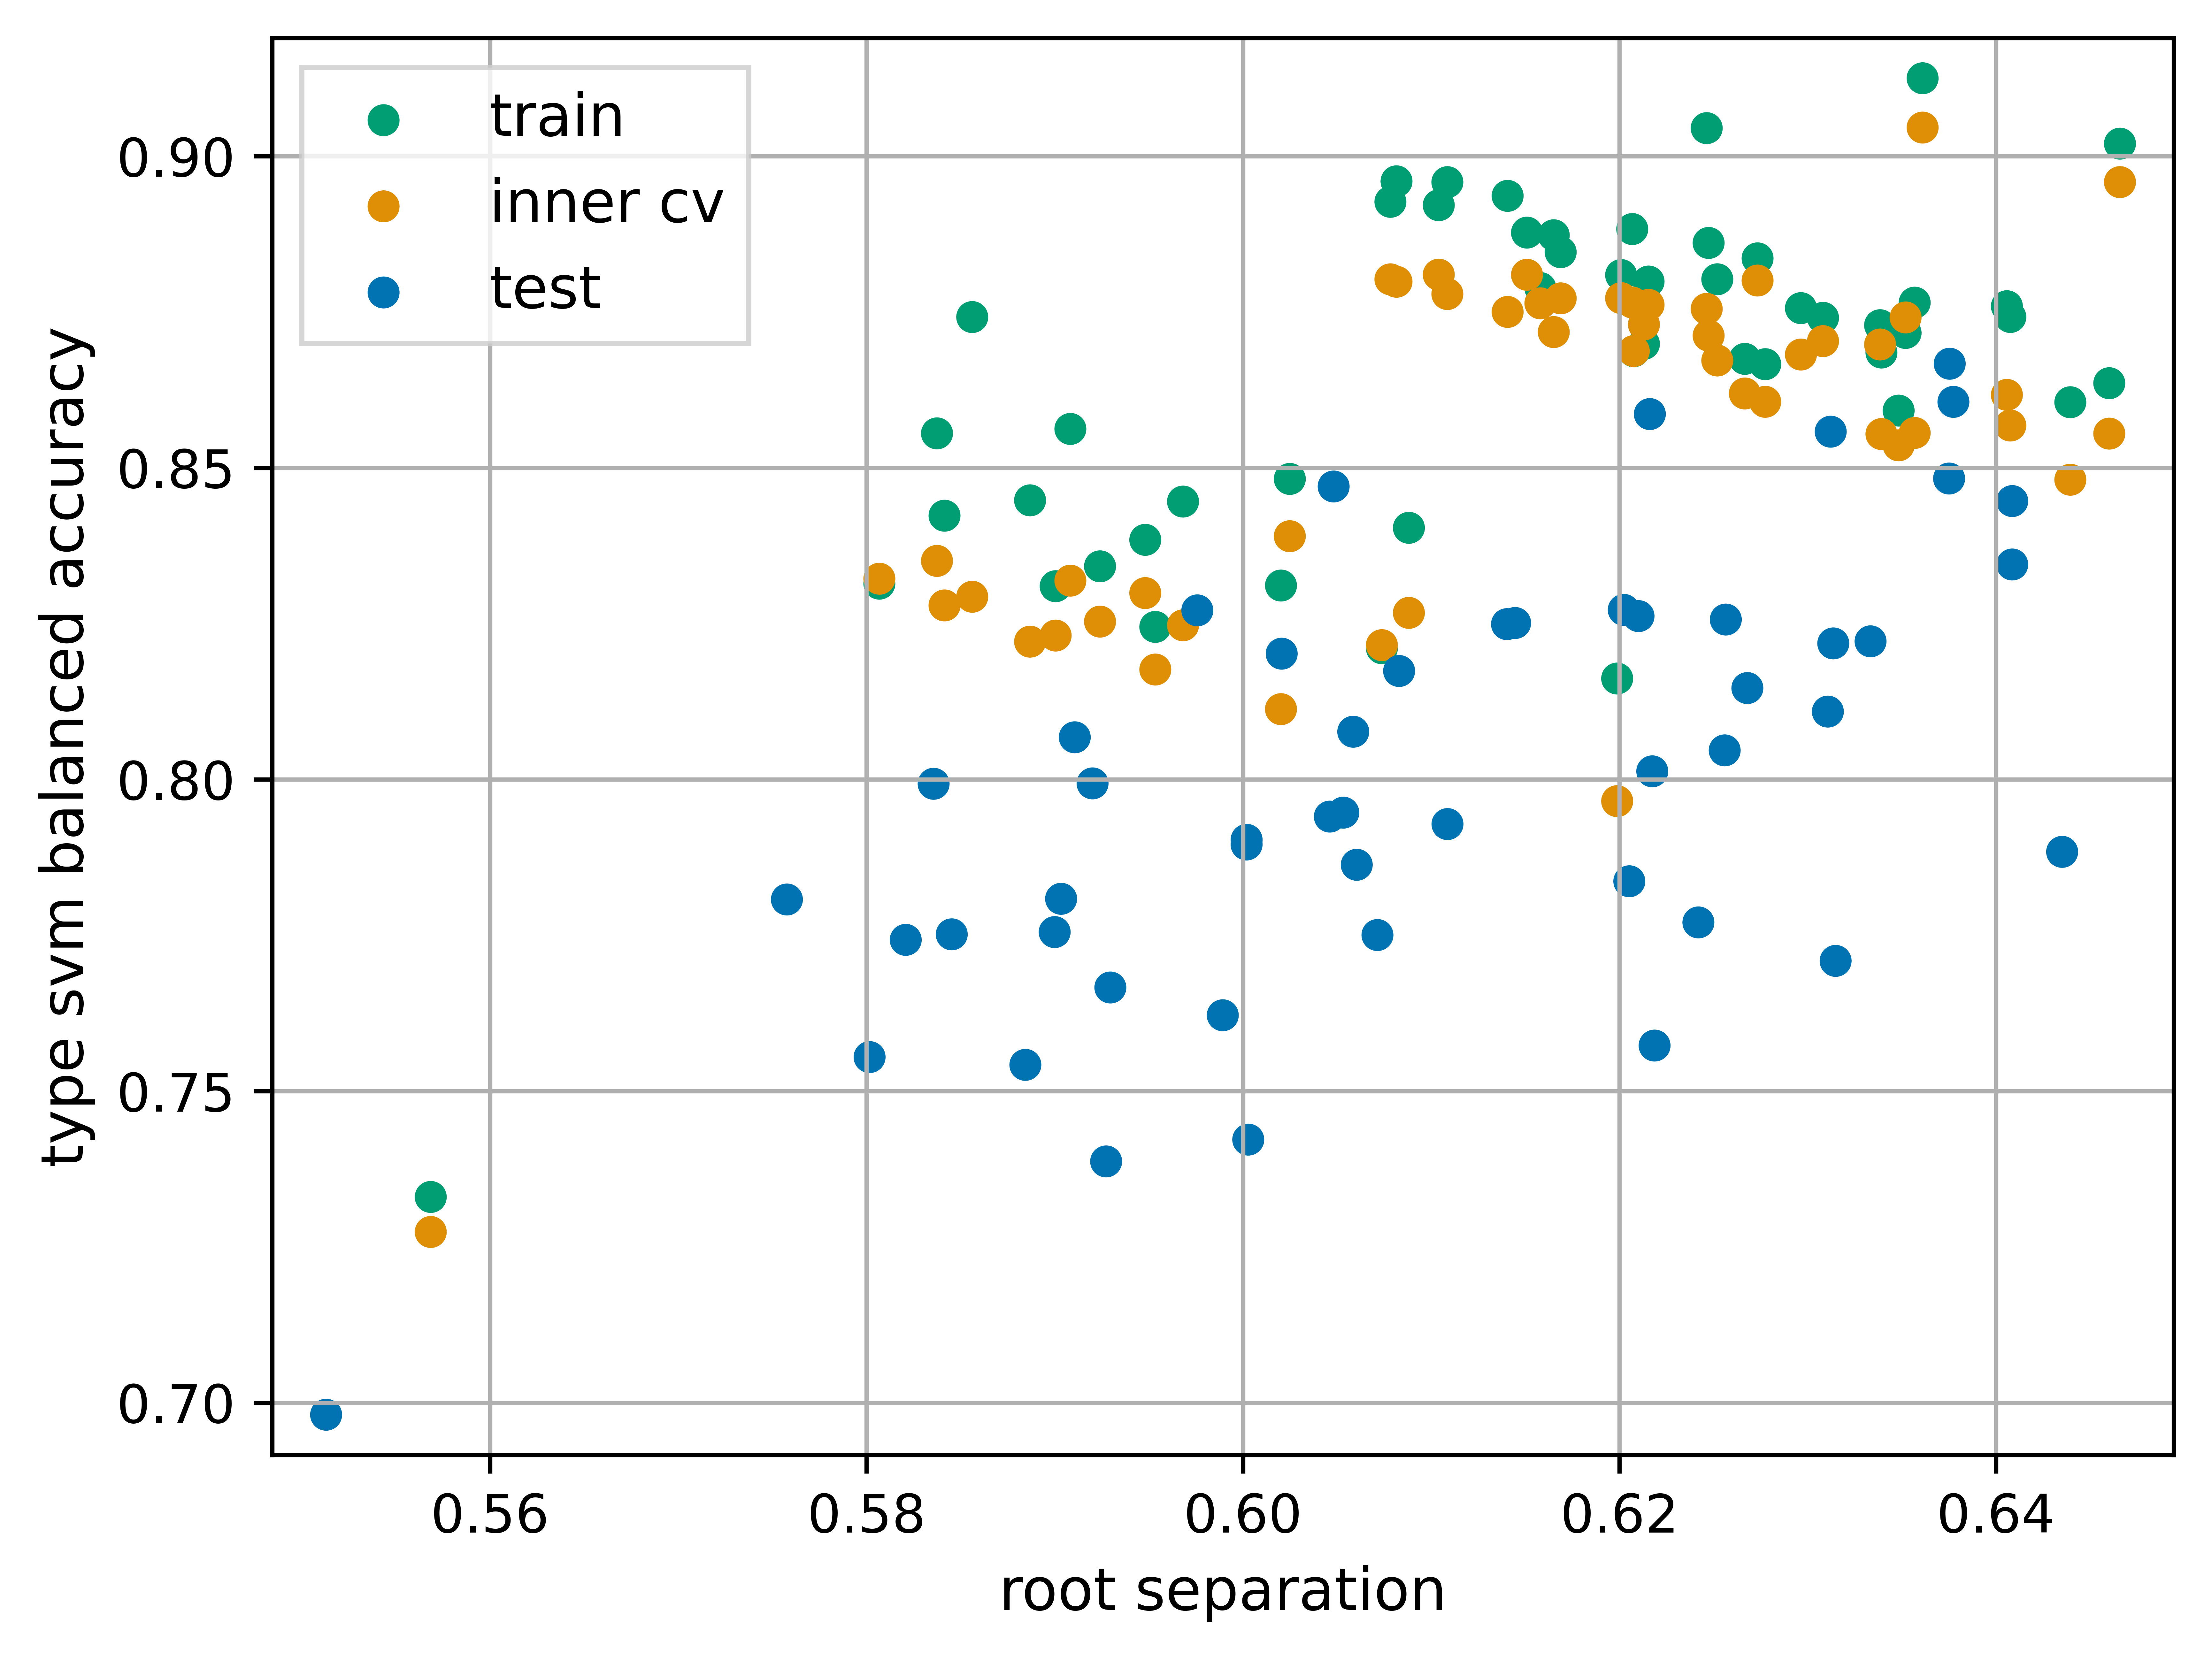 train
inner cv
test
type svm balanced accuracy
0.90
0.85
0.80
0.75
0.70
0.56 0.58 0.60 0.62 0.64
root separation